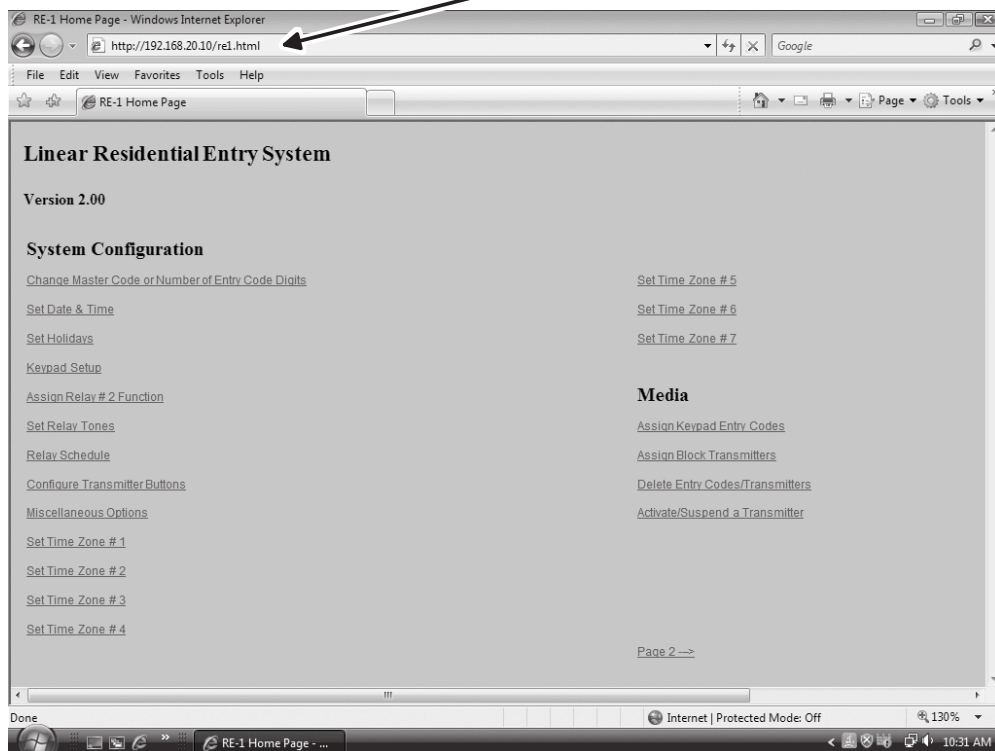 RE-1 Home Page - Windows Internet Explorer
http://192.168.20.10/re1.html
Google
File Edit View Favorites Tools Help
RE-1 Home Page
Page
Tools
Linear Residential Entry System
Version 2.00
System Configuration
Change Master Code or Number of Entry Code Digits
Set Date & Time
Set Holidays
Keypad Setup
Assign Relay # 2 Function
Set Relay Tones
Relay Schedule
Configure Transmitter Buttons
Miscellaneous Options
Set Time Zone # 1
Set Time Zone # 2
Set Time Zone # 3
Set Time Zone # 4
Set Time Zone # 5
Set Time Zone # 6
Set Time Zone # 7
Media
Assign Keypad Entry Codes
Assign Block Transmitters
Delete Entry Codes/Transmitters
Activate/Suspend a Transmitter
Page 2 -->
Done
Internet | Protected Mode: Off
130%
RE-1 Home Page - ...
10:31 AM